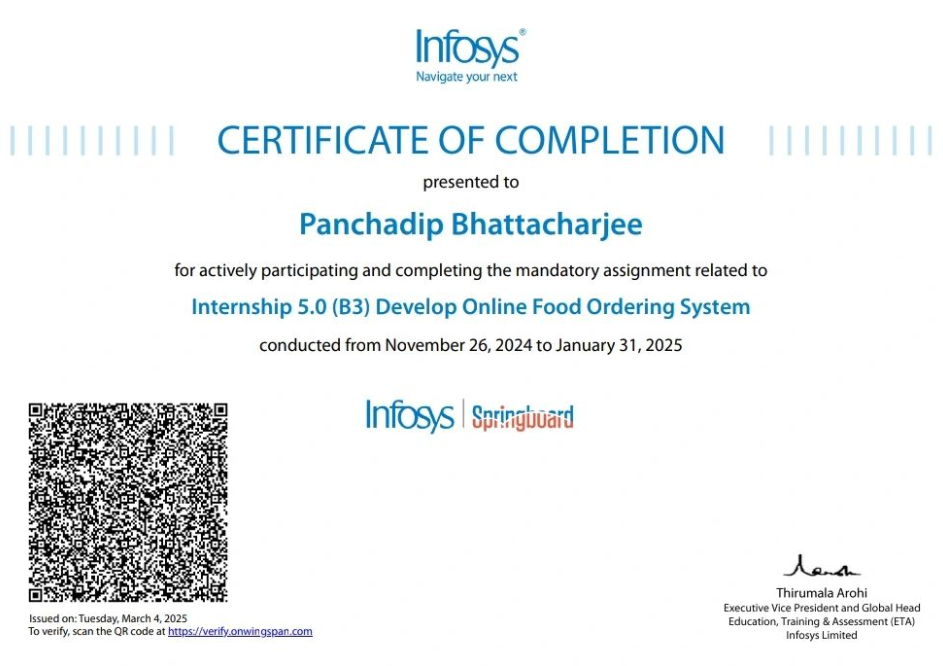 Infosys®
Navigate your next
CERTIFICATE OF COMPLETION
presented to
Panchadip Bhattacharjee
for actively participating and completing the mandatory assignment related to
Internship 5.0 (B3) Develop Online Food Ordering System
conducted from November 26, 2024 to January 31, 2025
Infosys | Springboard
Thirumala Arohi
Executive Vice President and Global Head
Education, Training & Assessment (ETA)
Infosys Limited
Issued on: Tuesday, March 4, 2025
To verify, scan the QR code at https://verify.onwingspan.com